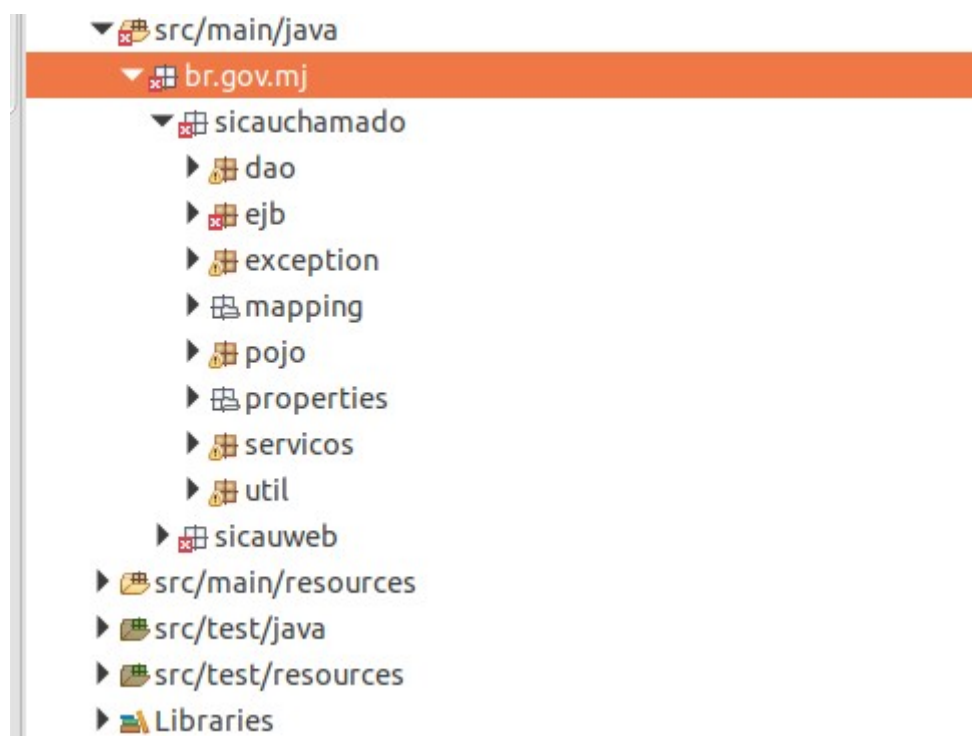 src/main/java
br.gov.mj
sicauchamado
dao
ejb
exception
mapping
pojo
properties
servicos
util
sicauweb
src/main/resources
src/test/java
src/test/resources
Libraries